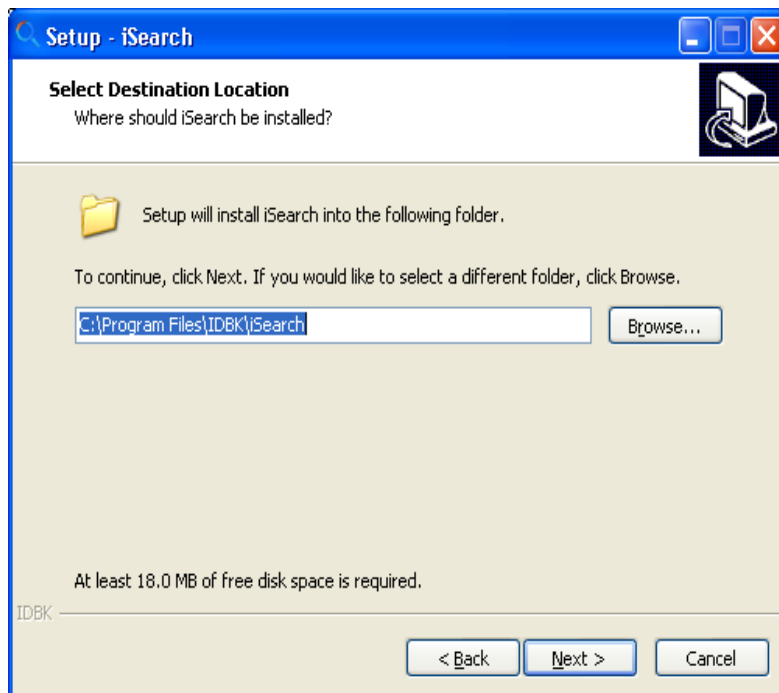 Setup - iSearch
Select Destination Location
Where should iSearch be installed?
Setup will install iSearch into the following folder.
To continue, click Next. If you would like to select a different folder, click Browse.
C:\Program Files\IDBK\iSearch
Browse...
At least 18.0 MB of free disk space is required.
IDBK
< Back
Next >
Cancel